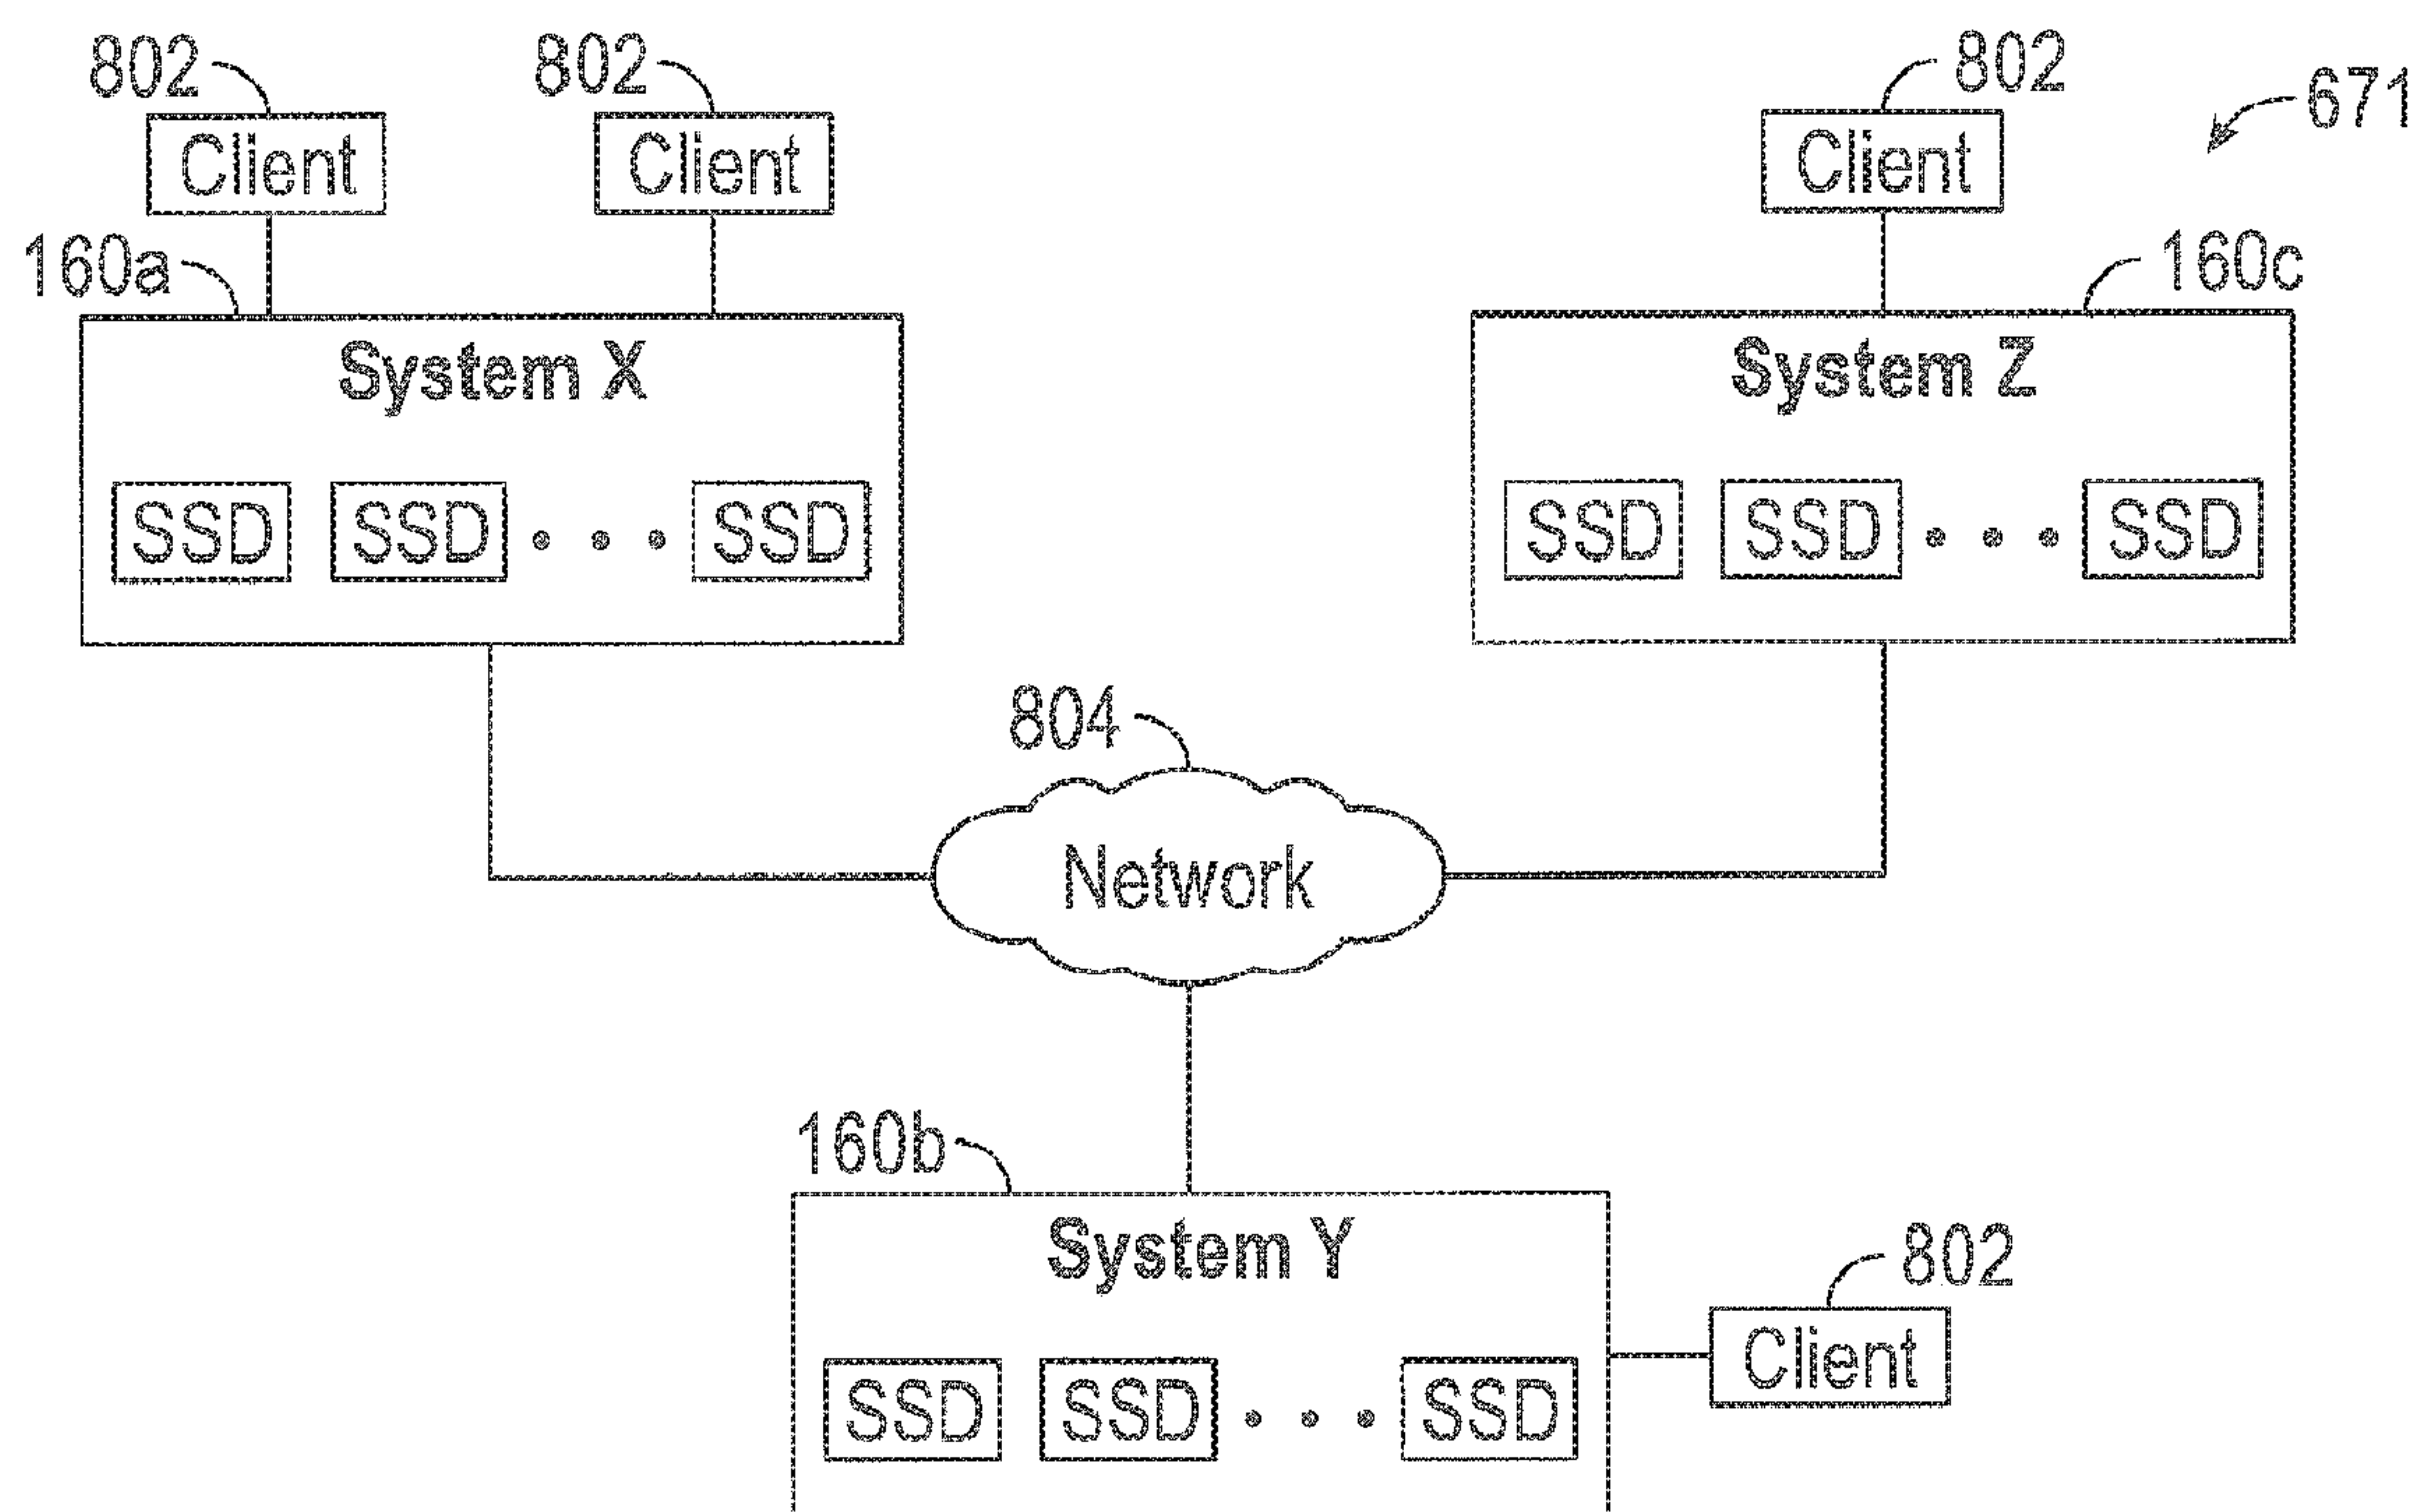 802 802 802
671
Client Client Client
160a 160c
System X System Z
SSD SSD • • • SSD SSD SSD • • • SSD
804
Network
160b
System Y
802
Client
SSD SSD • • • SSD